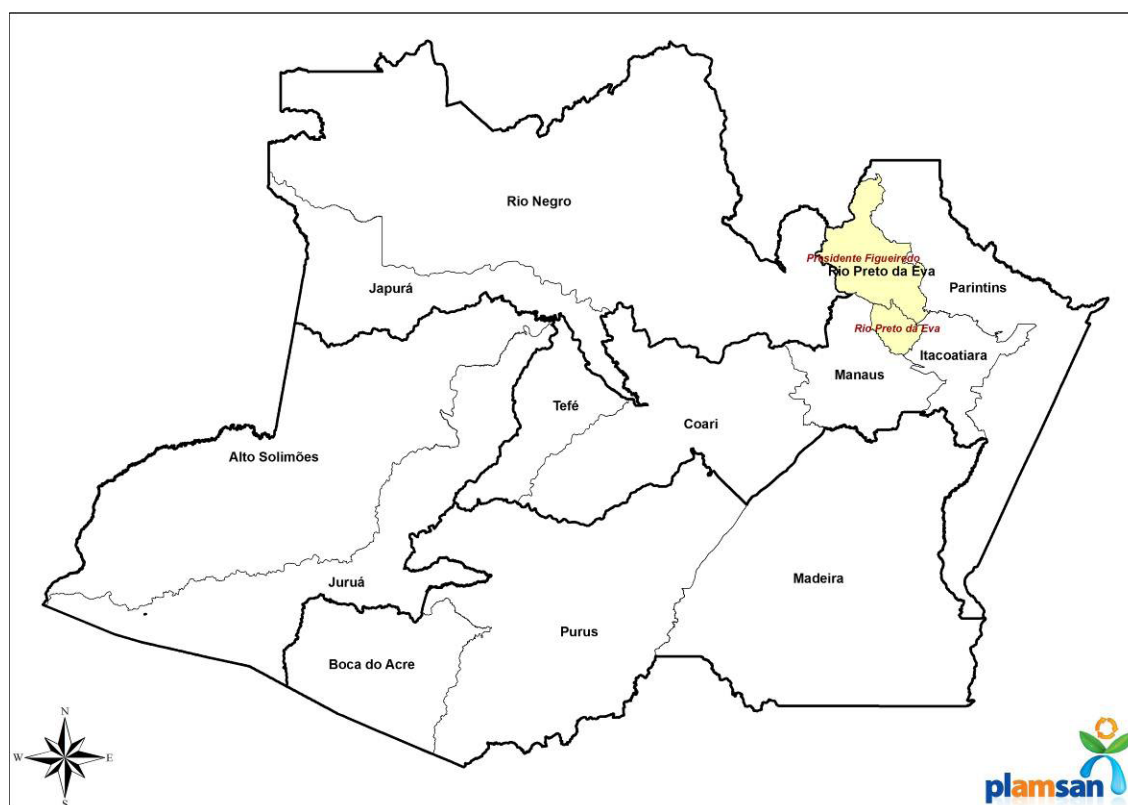 Rio Negro
Presidente Figueiredo
Rio Preto da Eva
Japurá
Parintins
Rio Preto da Eva
Itacoatiara
Manaus
Tefé
Coari
Alto Solimões
Juruá
Madeira
Purus
Boca do Acre
N
W
E
S
plamsan